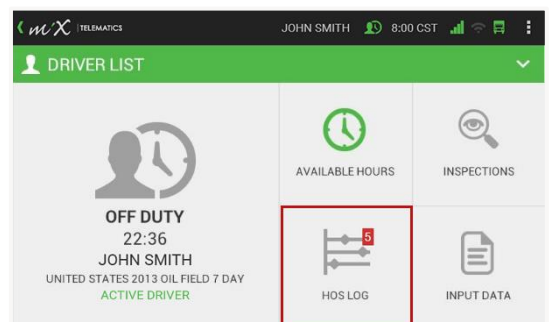 mix TELEMATICS JOHN SMITH 8:00 CST
DRIVER LIST
OFF DUTY
22:36
JOHN SMITH
UNITED STATES 2013 OIL FIELD 7 DAY
ACTIVE DRIVER
AVAILABLE HOURS
INSPECTIONS
5
HOS LOG
INPUT DATA